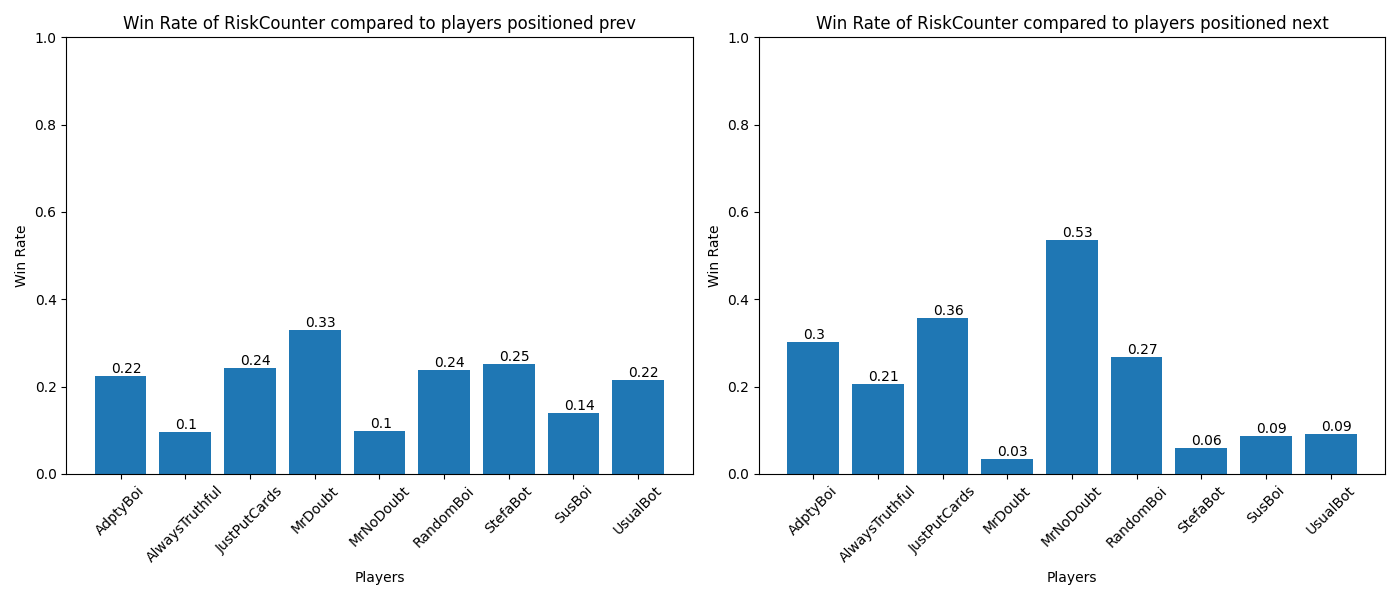 Win Rate of RiskCounter compared to players positioned prev
1.0
0.8
0.6
0.4
0.2
0.0
Win Rate
0.22
0.1
0.24
0.33
0.1
0.24
0.25
0.14
0.22
AdptyBoi
AlwaysTruthful
JustPutCards
MrDoubt
MrNoDoubt
RandomBoi
StefaBot
SusBoi
UsualBot
Players
Win Rate of RiskCounter compared to players positioned next
1.0
0.8
0.6
0.4
0.2
0.0
Win Rate
0.3
0.21
0.36
0.03
0.53
0.27
0.06
0.09
0.09
AdptyBoi
AlwaysTruthful
JustPutCards
MrDoubt
MrNoDoubt
RandomBoi
StefaBot
SusBoi
UsualBot
Players